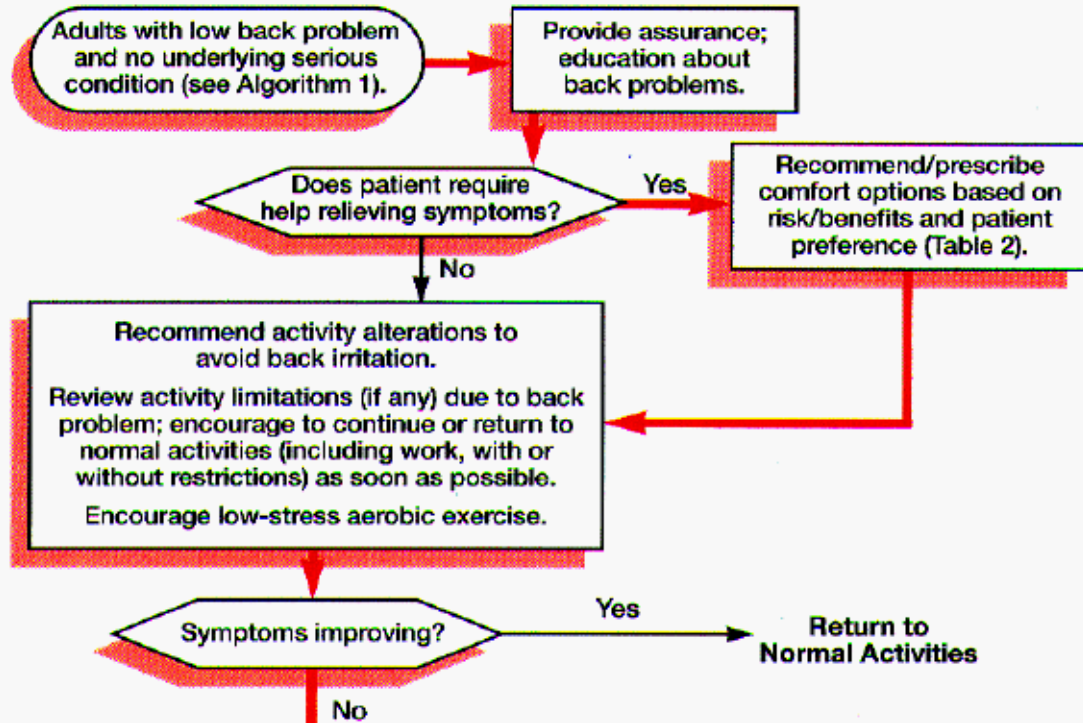 Adults with low back problem
and no underlying serious
condition (see Algorithm 1).
Provide assurance;
education about
back problems.
Does patient require
help relieving symptoms?
Yes
Recommend/prescribe
comfort options based on
risk/benefits and patient
preference (Table 2).
No
Recommend activity alterations to
avoid back irritation.
Review activity limitations (if any) due to back
problem; encourage to continue or return to
normal activities (including work, with or
without restrictions) as soon as possible.
Encourage low-stress aerobic exercise.
Symptoms improving?
Yes
Return to
Normal Activities
No